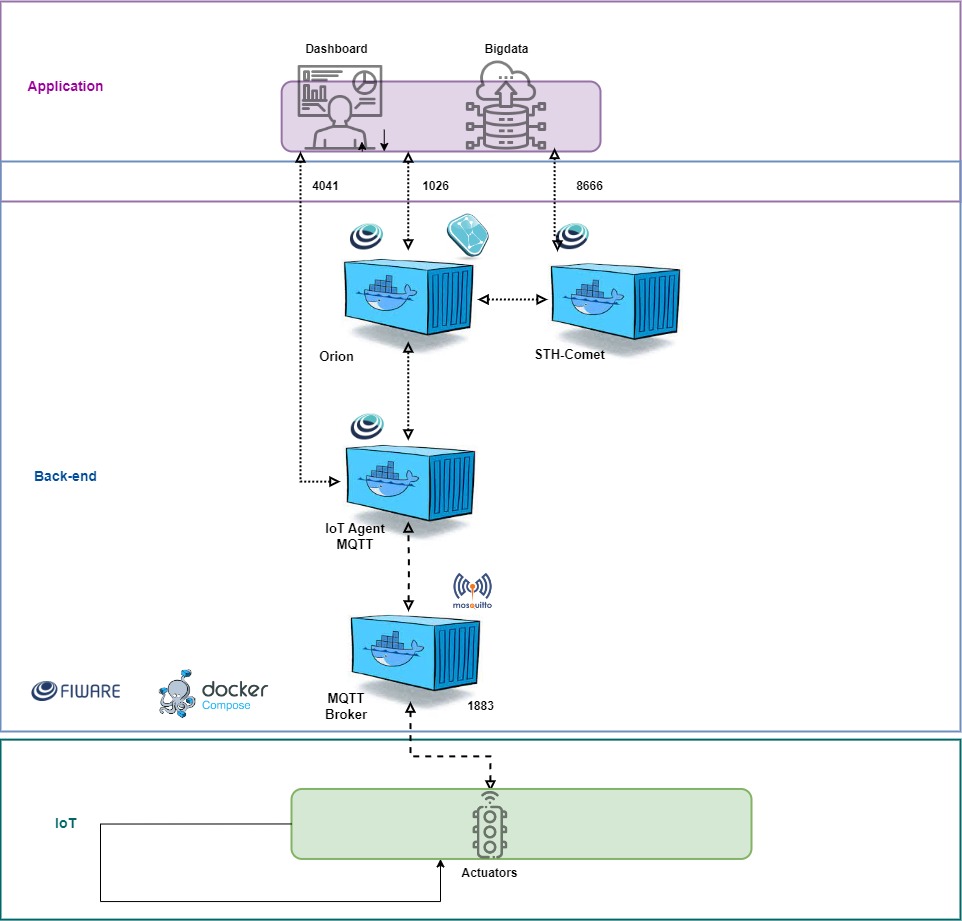 Dashboard
Bigdata
Application
4041
1026
8666
Orion
STH-Comet
Back-end
IoT Agent
MQTT
mosquitto
FIWARE
docker
Compose
MQTT
Broker
1883
IoT
Actuators